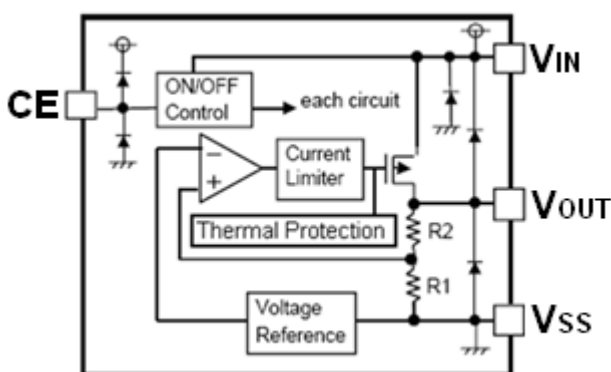 VIN
ON/OFF
Control
CE
each circuit
−
+
Current
Limiter
Thermal Protection
R2
VOUT
R1
Voltage
Reference
VSS